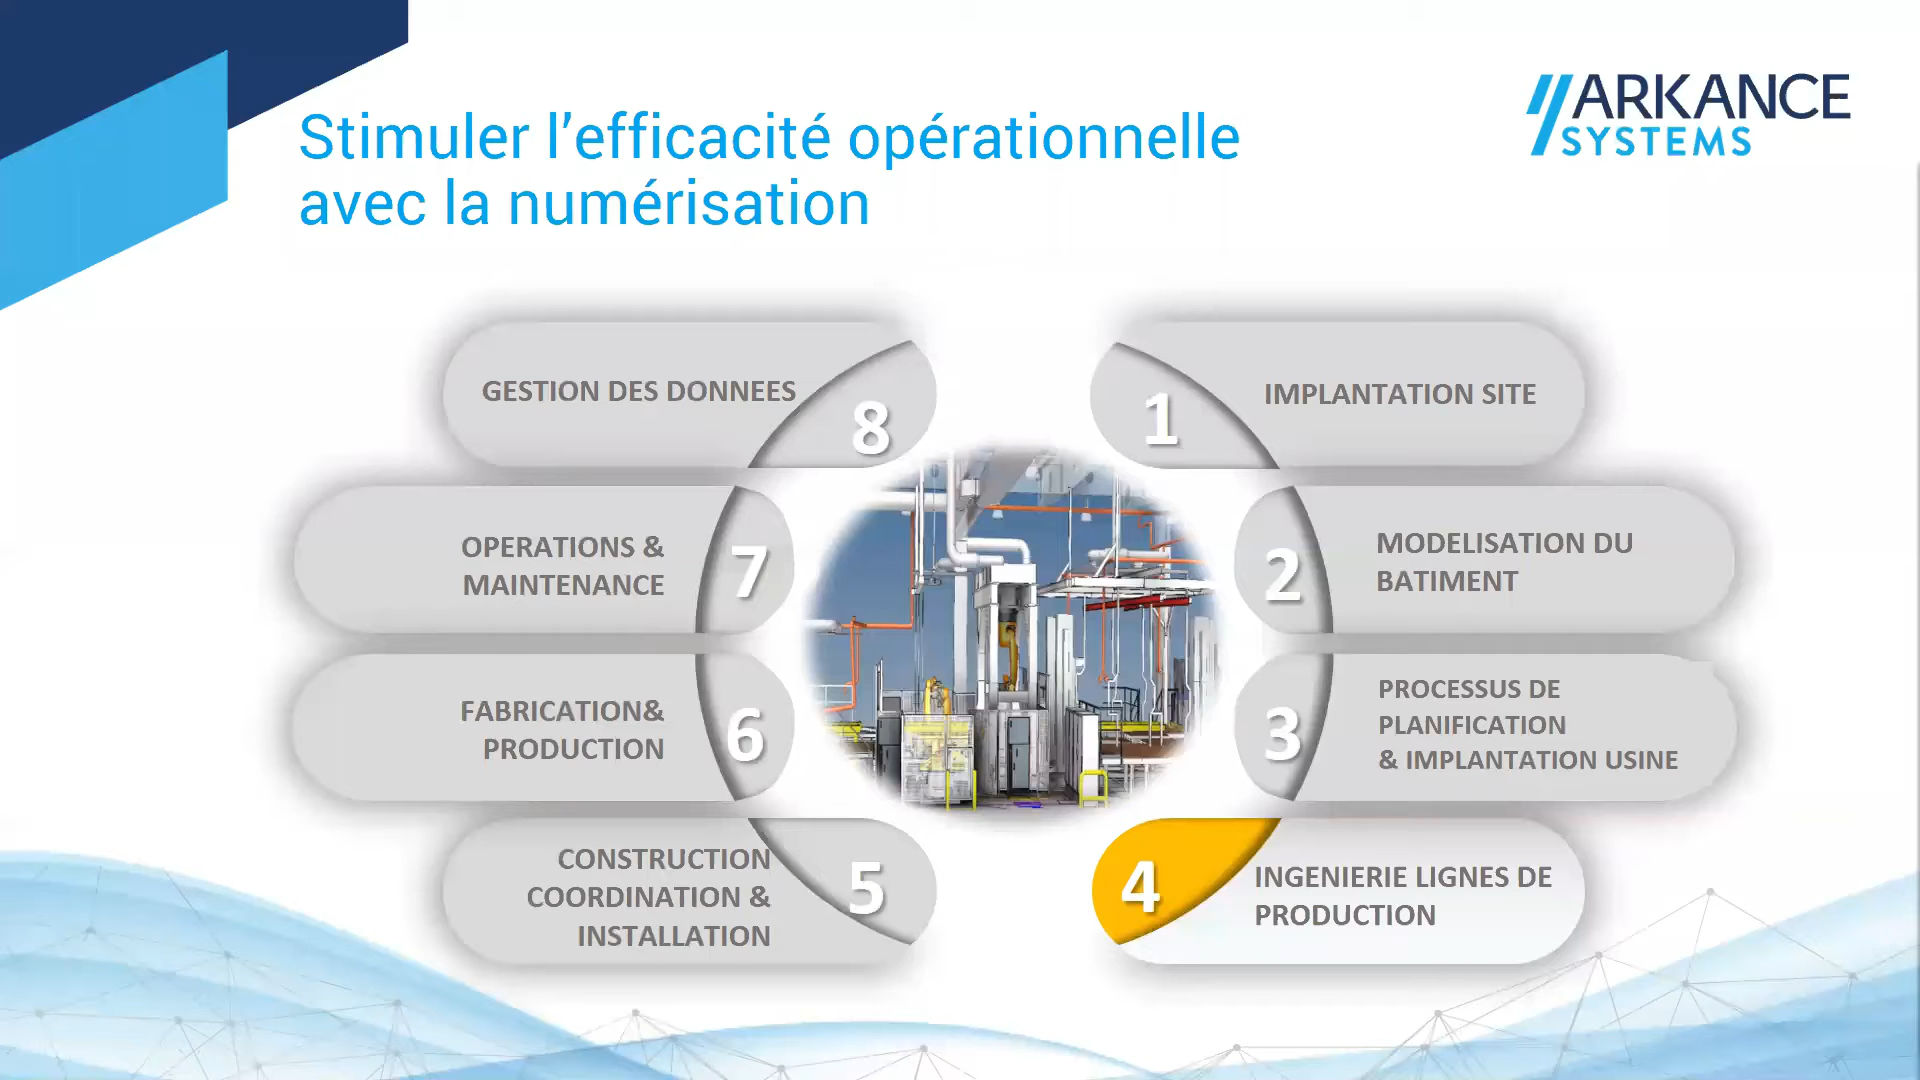 Stimuler l'efficacité opérationnelle
avec la numérisation
ARKANCE
SYSTEMS
1
IMPLANTATION SITE
2
MODELISATION DU
BATIMENT
3
PROCESSUS DE
PLANIFICATION
& IMPLANTATION USINE
4
INGENIERIE LIGNES DE
PRODUCTION
5
CONSTRUCTION
COORDINATION &
INSTALLATION
6
FABRICATION&
PRODUCTION
7
OPERATIONS &
MAINTENANCE
8
GESTION DES DONNEES